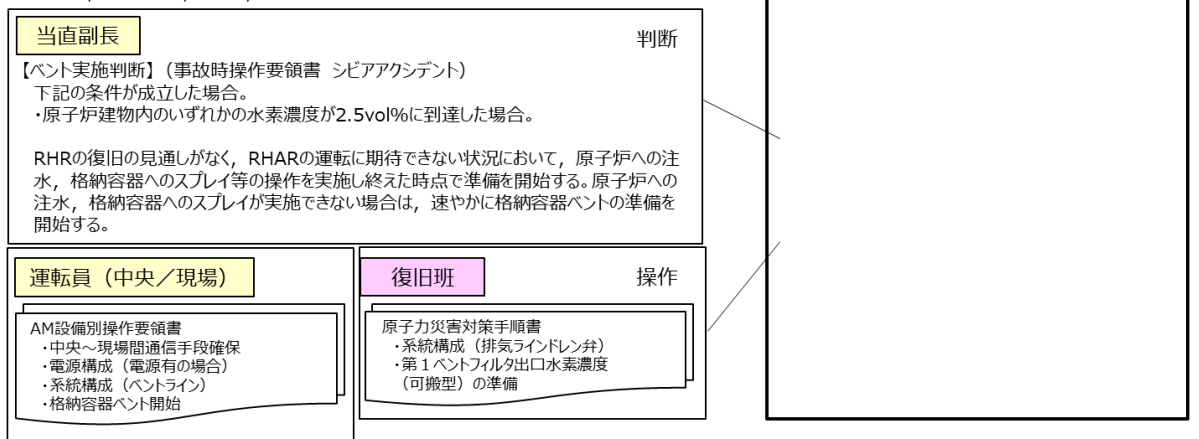 当直副長
判断
【ベント実施判断】（事故時操作要領書 シビアアクシデント）
下記の条件が成立した場合。
・原子炉建物内のいずれかの水素濃度が2.5vol%に到達した場合。
RHRの復旧の見通しがなく，RHARの運転に期待できない状況において，原子炉への注
水，格納容器へのスプレイ等の操作を実施し終えた時点で準備を開始する。原子炉への
注水，格納容器へのスプレイが実施できない場合は，速やかに格納容器ベントの準備を
開始する。
運転員（中央／現場）
AM設備別操作要領書
・中央～現場間通信手段確保
・電源構成（電源有の場合）
・系統構成（ベントライン）
・格納容器ベント開始
復旧班
操作
原子力災害対策手順書
・系統構成（排気ラインドレン弁）
・第１ベントフィルタ出口水素濃度
（可搬型）の準備